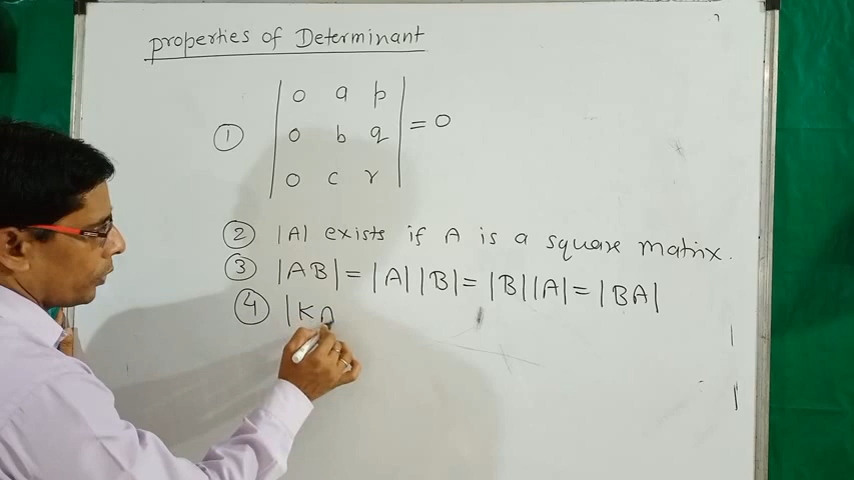 properties of Determinant
0 a p
① 0 b q = 0
0 c r
② |A| exists if A is a square matrix.
③ |AB| = |A| |B| = |B| |A| = |BA|
④ |KA